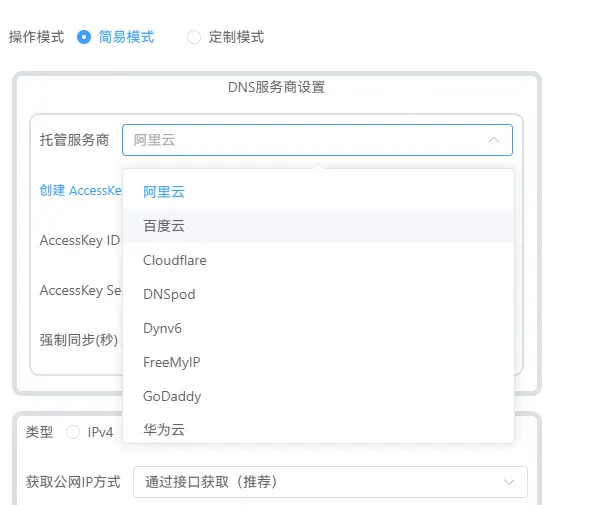 操作模式 简易模式 定制模式
DNS服务商设置
托管服务商 阿里云
创建 AccessKe
阿里云
百度云
AccessKey ID
Cloudflare
AccessKey Se
DNSpod
Dynv6
强制同步(秒)
FreeMyIP
GoDaddy
华为云
类型 IPv4
获取公网IP方式 通过接口获取（推荐）